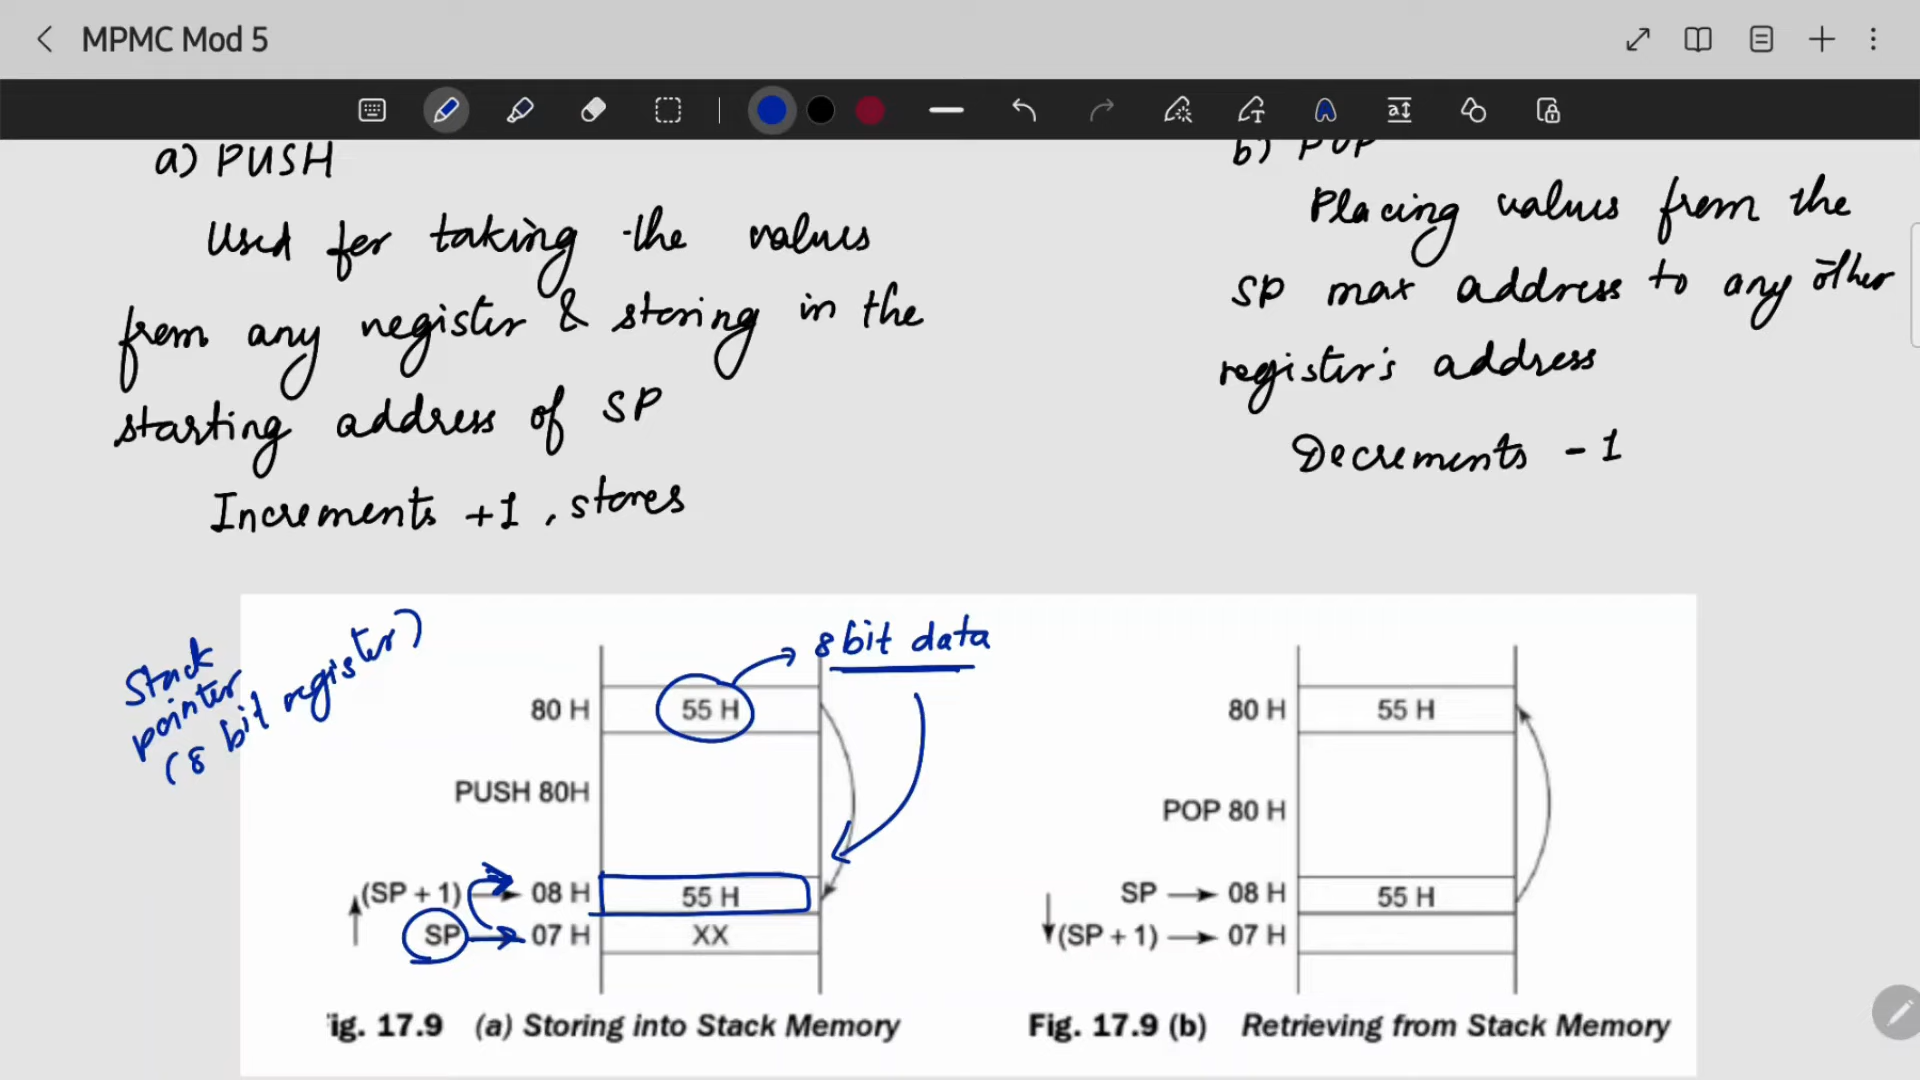 MPMC Mod 5
a) PUSH
Used for taking the values
from any register & storing in the
starting address of SP
Increments +1, stores
b) POP
Placing values from the
SP max address to any other
register's address
Decrements -1
Stack
pointer
(8 bit register)
8 bit data
80 H 55 H
PUSH 80H
(SP + 1) 08 H 55 H
SP 07 H XX
ig. 17.9 (a) Storing into Stack Memory
80 H 55 H
POP 80 H
SP 08 H 55 H
(SP + 1) 07 H
Fig. 17.9 (b) Retrieving from Stack Memory